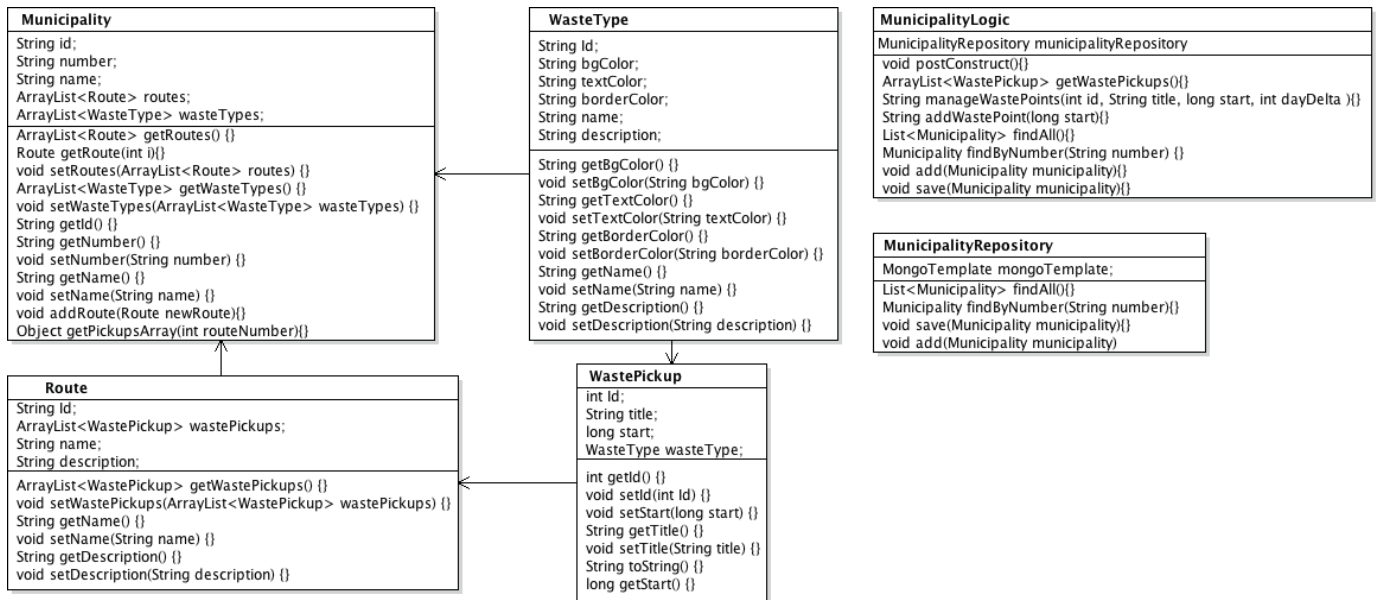 Municipality
String id;
String number;
String name;
ArrayList<Route> routes;
ArrayList<WasteType> wasteTypes;
ArrayList<Route> getRoutes() {}
Route getRoute(int i){}
void setRoutes(ArrayList<Route> routes) {}
ArrayList<WasteType> getWasteTypes() {}
void setWasteTypes(ArrayList<WasteType> wasteTypes) {}
String getId() {}
String getNumber() {}
void setNumber(String number) {}
String getName() {}
void setName(String name) {}
void addRoute(Route newRoute){}
Object getPickupsArray(int routeNumber){}
WasteType
String Id;
String bgColor;
String textColor;
String borderColor;
String name;
String description;
String getBgColor() {}
void setBgColor(String bgColor) {}
String getTextColor() {}
void setTextColor(String textColor) {}
String getBorderColor() {}
void setBorderColor(String borderColor) {}
String getName() {}
void setName(String name) {}
String getDescription() {}
void setDescription(String description) {}
MunicipalityLogic
MunicipalityRepository municipalityRepository
void postConstruct(){}
ArrayList<WastePickup> getWastePickups(){}
String manageWastePoints(int id, String title, long start, int dayDelta ){}
String addWastePoint(long start){}
List<Municipality> findAll(){}
Municipality findByNumber(String number) {}
void add(Municipality municipality){}
void save(Municipality municipality){}
MunicipalityRepository
MongoTemplate mongoTemplate;
List<Municipality> findAll(){}
Municipality findByNumber(String number){}
void save(Municipality municipality){}
void add(Municipality municipality)
Route
String Id;
ArrayList<WastePickup> wastePickups;
String name;
String description;
ArrayList<WastePickup> getWastePickups() {}
void setWastePickups(ArrayList<WastePickup> wastePickups) {}
String getName() {}
void setName(String name) {}
String getDescription() {}
void setDescription(String description) {}
WastePickup
int Id;
String title;
long start;
WasteType wasteType;
int getId() {}
void setId(int Id) {}
void setStart(long start) {}
String getTitle() {}
void setTitle(String title) {}
String toString() {}
long getStart() {}